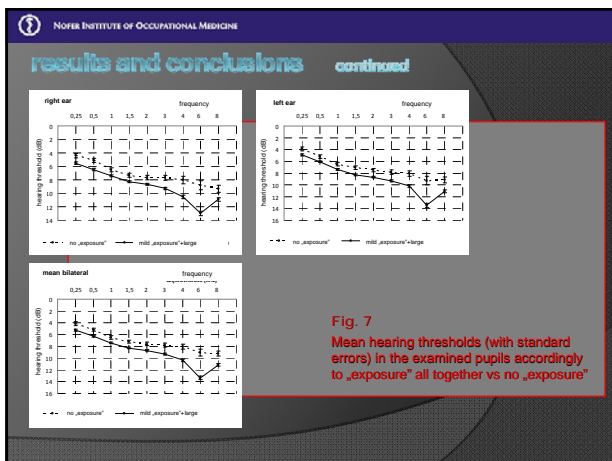 NOFER INSTITUTE OF OCCUPATIONAL MEDICINE
results and conclusions continued
right ear
frequency
0,25 0,5 1 1,5 2 3 4 6 8
hearing threshold (dB)
0
2
4
6
8
10
12
14
no „exposure" mild „exposure"+large
left ear
frequency
0,25 0,5 1 1,5 2 3 4 6 8
hearing threshold (dB)
0
2
4
6
8
10
12
14
16
no „exposure" mild „exposure"+large
mean bilateral
frequency
0,25 0,5 1 1,5 2 3 4 6 8
hearing threshold (dB)
0
2
4
6
8
10
12
14
16
no „exposure" mild „exposure"+large
Fig. 7
Mean hearing thresholds (with standard
errors) in the examined pupils accordingly
to „exposure" all together vs no „exposure"